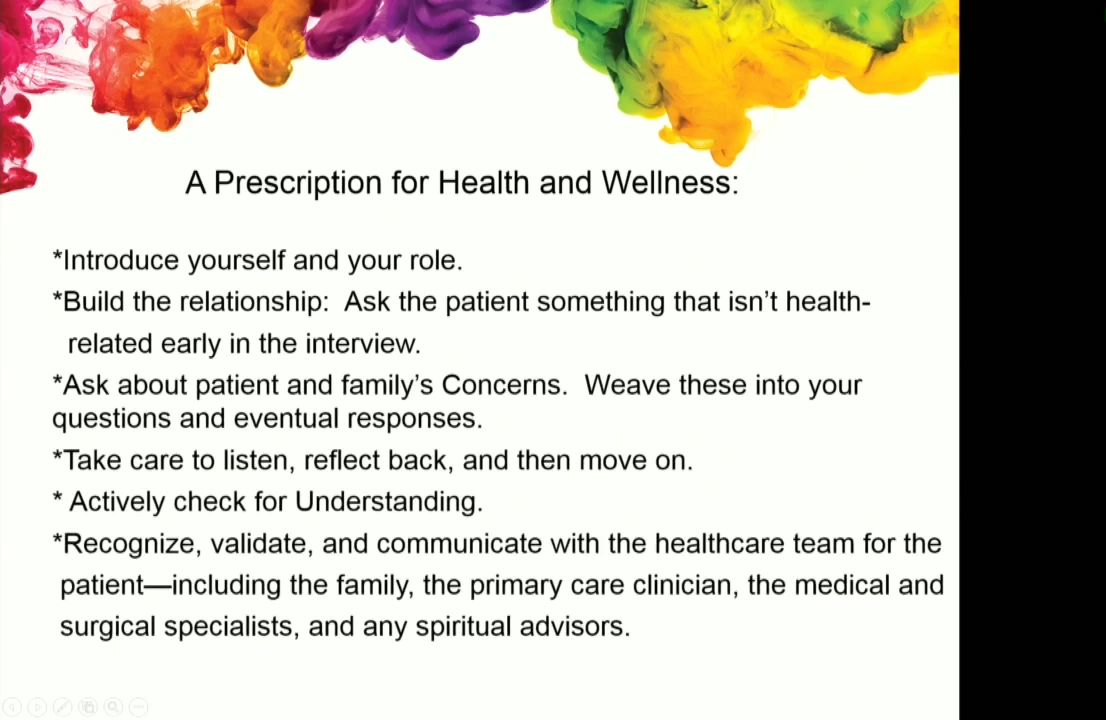 A Prescription for Health and Wellness:
*Introduce yourself and your role.
*Build the relationship:  Ask the patient something that isn’t health-
related early in the interview.
*Ask about patient and family’s Concerns.  Weave these into your
questions and eventual responses.
*Take care to listen, reflect back, and then move on.
* Actively check for Understanding.
*Recognize, validate, and communicate with the healthcare team for the
patient—including the family, the primary care clinician, the medical and
surgical specialists, and any spiritual advisors.